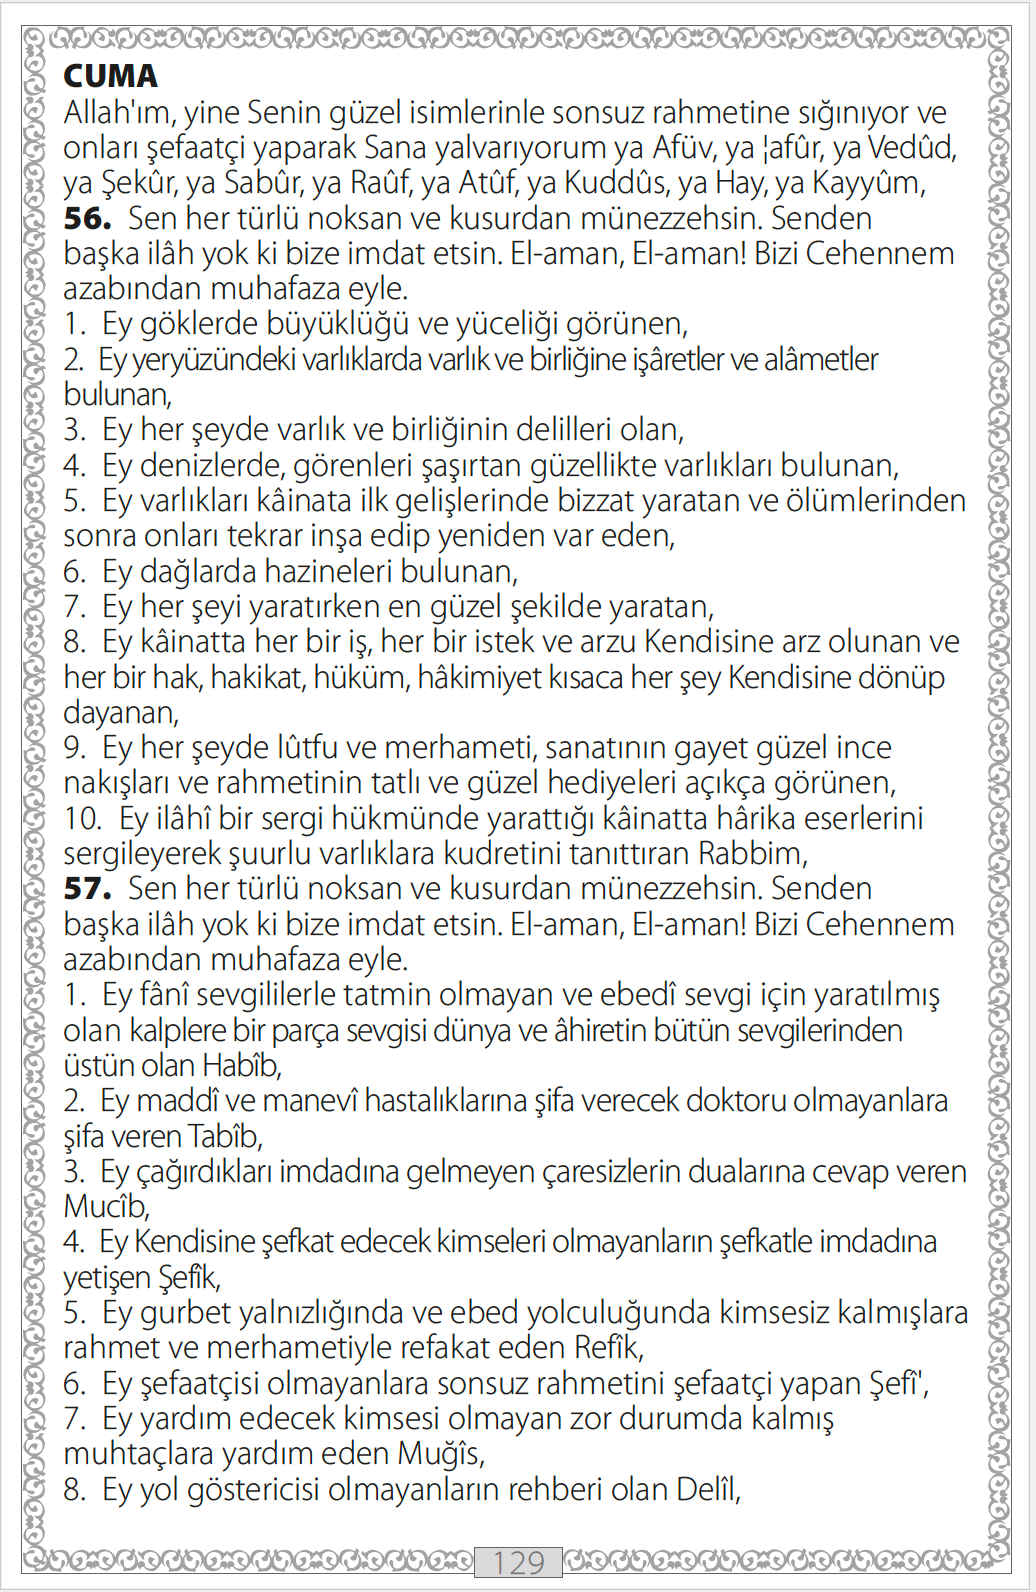 CUMA
Allah'ım, yine Senin güzel isimlerinle sonsuz rahmetine sığınıyor ve
onları şefaatçi yaparak Sana yalvarıyorum ya Afüv, ya ¦afûr, ya Vedûd,
ya Şekûr, ya Sabûr, ya Raûf, ya Atûf, ya Kuddûs, ya Hay, ya Kayyûm,
56. Sen her türlü noksan ve kusurdan münezzehsin. Senden
başka ilâh yok ki bize imdat etsin. El-aman, El-aman! Bizi Cehennem
azabından muhafaza eyle.
1. Ey göklerde büyüklüğü ve yüceliği görünen,
2. Ey yeryüzündeki varlıklarda varlık ve birliğine işâretler ve alâmetler
bulunan,
3. Ey her şeyde varlık ve birliğinin delilleri olan,
4. Ey denizlerde, görenleri şaşırtan güzellikte varlıkları bulunan,
5. Ey varlıkları kâinata ilk gelişlerinde bizzat yaratan ve ölümlerinden
sonra onları tekrar inşa edip yeniden var eden,
6. Ey dağlarda hazineleri bulunan,
7. Ey her şeyi yaratırken en güzel şekilde yaratan,
8. Ey kâinatta her bir iş, her bir istek ve arzu Kendisine arz olunan ve
her bir hak, hakikat, hüküm, hâkimiyet kısaca her şey Kendisine dönüp
dayanan,
9. Ey her şeyde lûtfu ve merhameti, sanatının gayet güzel ince
nakışları ve rahmetinin tatlı ve güzel hediyeleri açıkça görünen,
10. Ey ilâhî bir sergi hükmünde yarattığı kâinatta hârika eserlerini
sergileyerek şuurlu varlıklara kudretini tanıttıran Rabbim,
57. Sen her türlü noksan ve kusurdan münezzehsin. Senden
başka ilâh yok ki bize imdat etsin. El-aman, El-aman! Bizi Cehennem
azabından muhafaza eyle.
1. Ey fânî sevgililerle tatmin olmayan ve ebedî sevgi için yaratılmış
olan kalplere bir parça sevgisi dünya ve âhiretin bütün sevgilerinden
üstün olan Habîb,
2. Ey maddî ve manevî hastalıklarına şifa verecek doktoru olmayanlara
şifa veren Tabîb,
3. Ey çağırdıkları imdadına gelmeyen çaresizlerin dualarına cevap veren
Mucîb,
4. Ey Kendisine şefkat edecek kimseleri olmayanların şefkatle imdadına
yetişen Şefîk,
5. Ey gurbet yalnızlığında ve ebed yolculuğunda kimsesiz kalmışlara
rahmet ve merhametiyle refakat eden Refîk,
6. Ey şefaatçisi olmayanlara sonsuz rahmetini şefaatçi yapan Şefî',
7. Ey yardım edecek kimsesi olmayan zor durumda kalmış
muhtaçlara yardım eden Muğîs,
8. Ey yol göstericisi olmayanların rehberi olan Delîl,
129